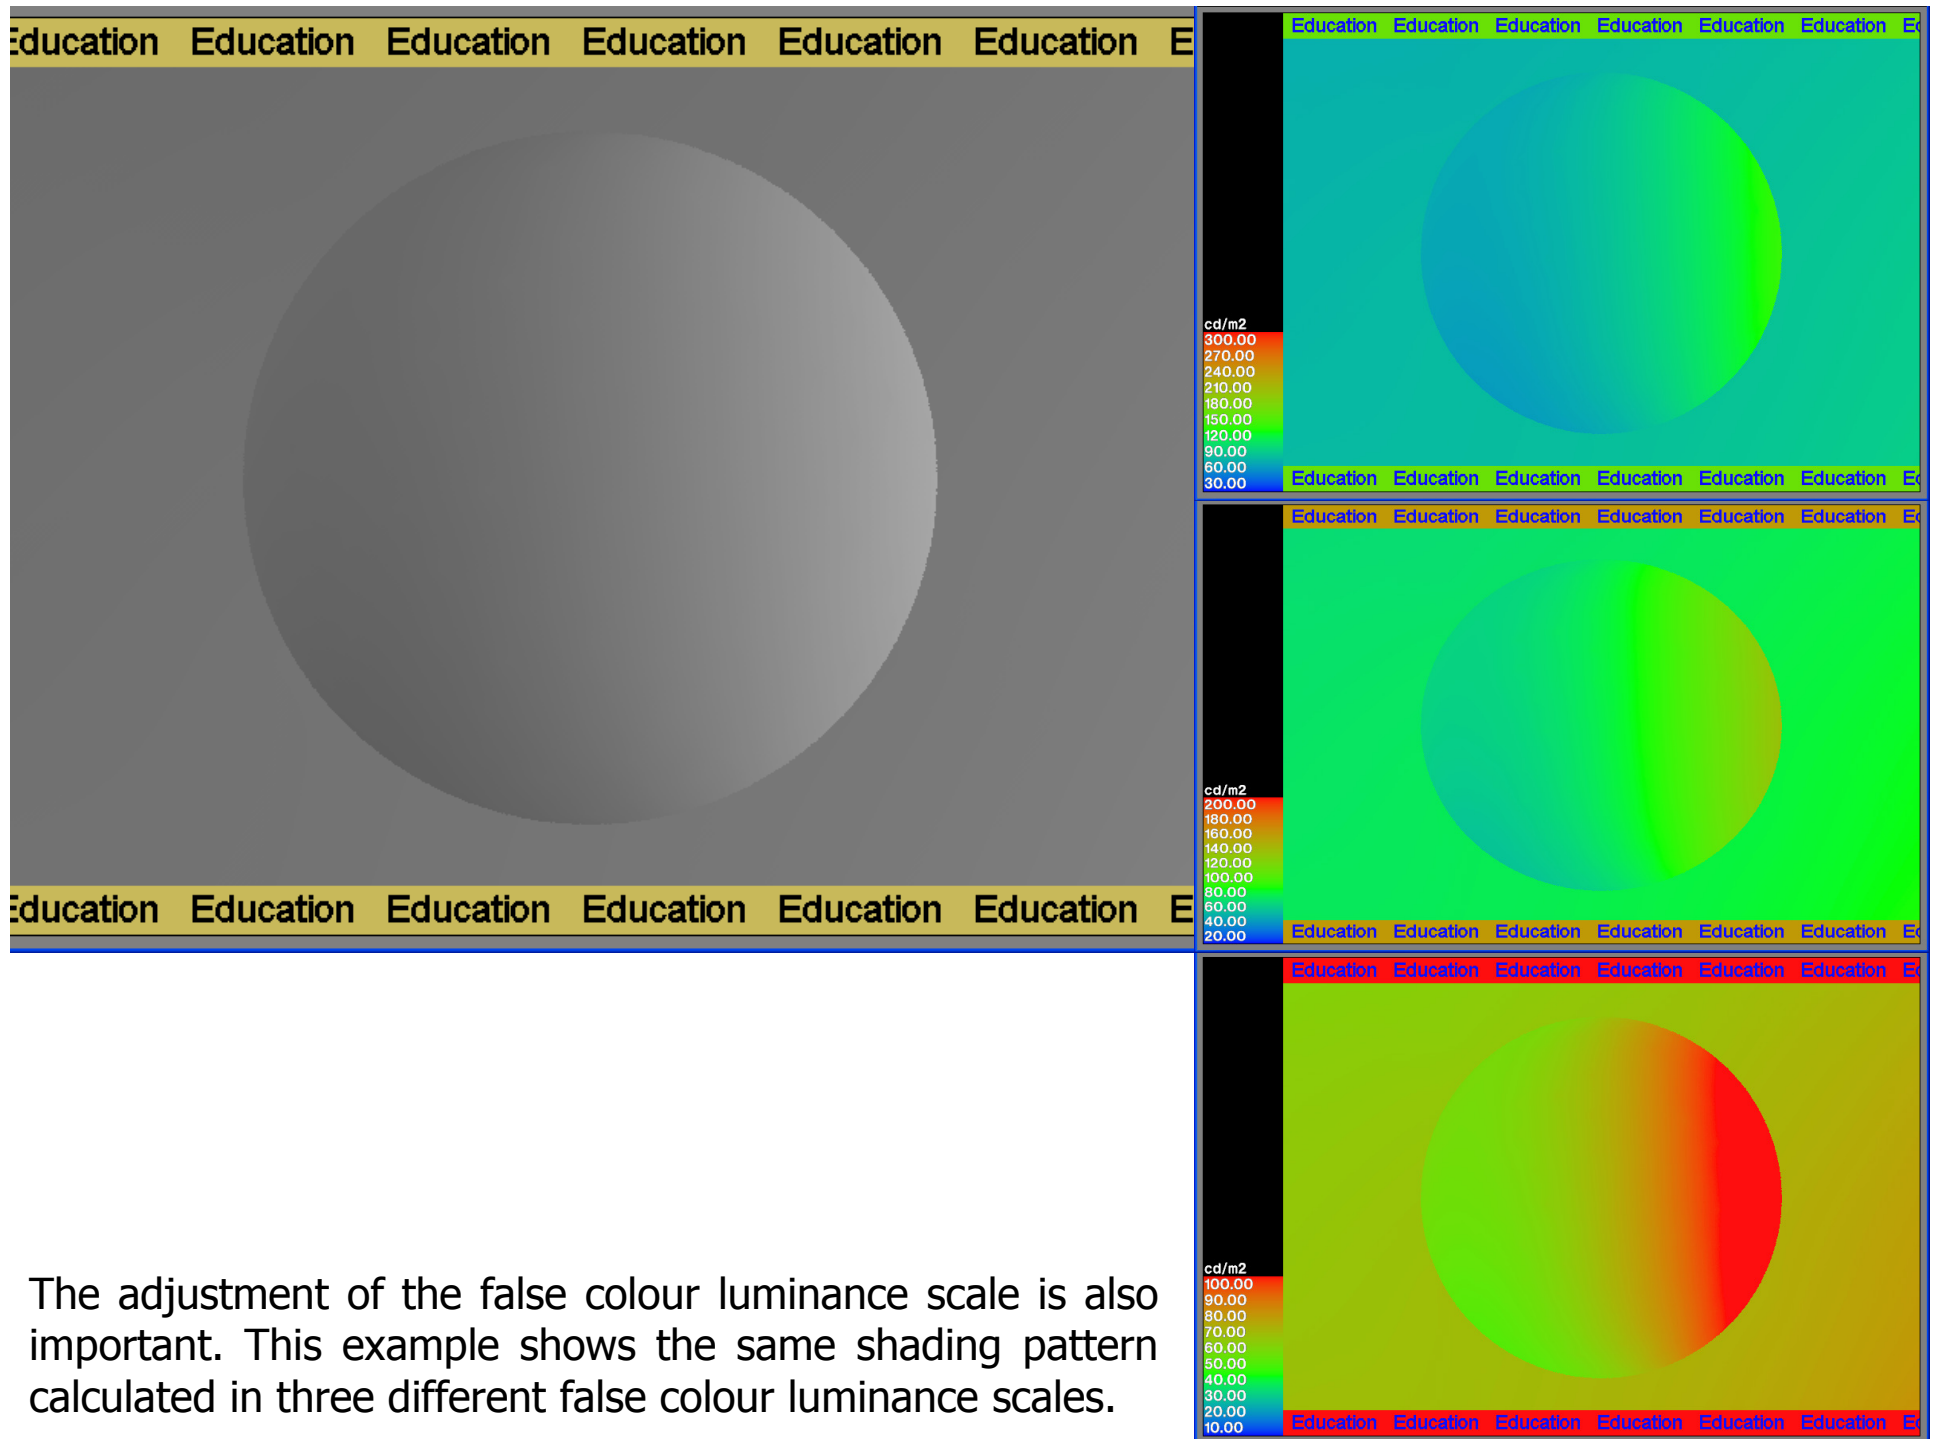 Education Education Education Education Education Education E
Education Education Education Education Education Education E
Education Education Education Education Education Education Ed
cd/m2
300.00
270.00
240.00
210.00
180.00
150.00
120.00
90.00
60.00
30.00
Education Education Education Education Education Education Ed
Education Education Education Education Education Education Ed
cd/m2
200.00
180.00
160.00
140.00
120.00
100.00
80.00
60.00
40.00
20.00
Education Education Education Education Education Education Ed
Education Education Education Education Education Education Ed
cd/m2
100.00
90.00
80.00
70.00
60.00
50.00
40.00
30.00
20.00
10.00
Education Education Education Education Education Education Ed
The adjustment of the false colour luminance scale is also
important. This example shows the same shading pattern
calculated in three different false colour luminance scales.